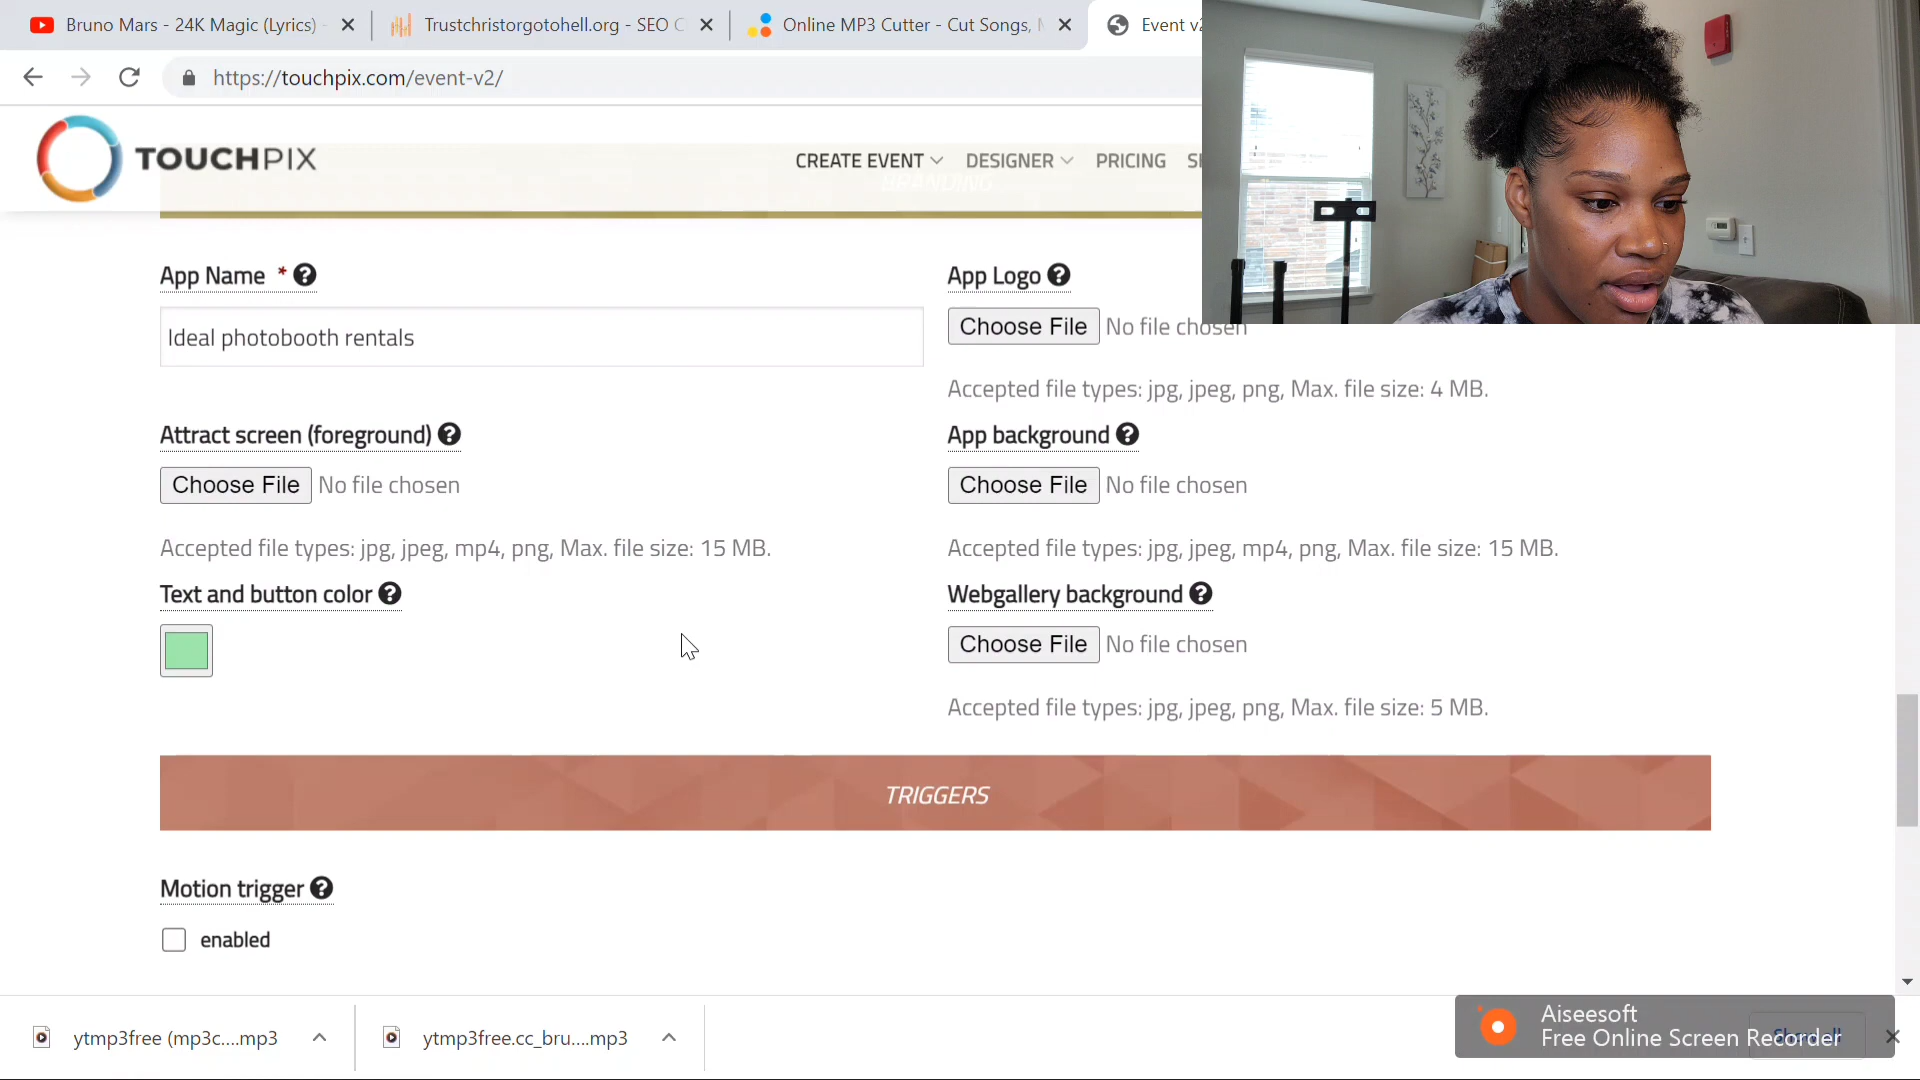 Bruno Mars - 24K Magic (Lyrics) -
Trustchristorgotohell.org - SEO C
Online MP3 Cutter - Cut Songs, M
Event v2
https://touchpix.com/event-v2/
TOUCHPIX
CREATE EVENT
DESIGNER
PRICING
BRANDING
App Name *
App Logo
Ideal photobooth rentals
Choose File No file chosen
Accepted file types: jpg, jpeg, png, Max. file size: 4 MB.
Attract screen (foreground)
App background
Choose File No file chosen
Choose File No file chosen
Accepted file types: jpg, jpeg, mp4, png, Max. file size: 15 MB.
Accepted file types: jpg, jpeg, mp4, png, Max. file size: 15 MB.
Text and button color
Webgallery background
Choose File No file chosen
Accepted file types: jpg, jpeg, png, Max. file size: 5 MB.
TRIGGERS
Motion trigger
enabled
ytmp3free (mp3c....mp3
ytmp3free.cc_bru....mp3
Aiseesoft
Free Online Screen Recorder